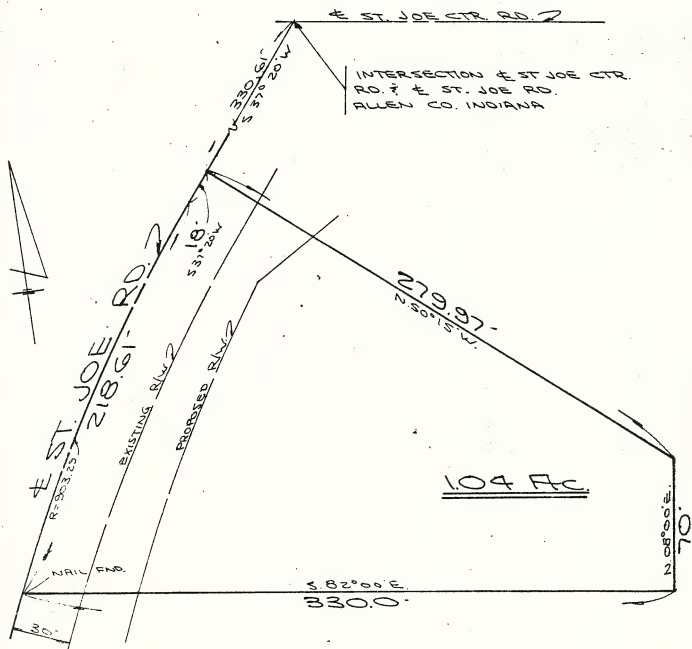 ℄ ST. JOE CTR. RD.
INTERSECTION ℄ ST JOE CTR.
RD. & ℄ ST. JOE RD.
ALLEN CO. INDIANA
330.61'
S 37° 20' W
18'
S 37° 20' W
279.97'
N. 50° 15' W.
℄ ST. JOE RD.
218.61'
R=903.25
EXISTING R/W
PROPOSED R/W
1.04 Ac.
N. 08° 00' E.
70'
NAIL FND.
S. 82° 00' E.
330.0'
30'